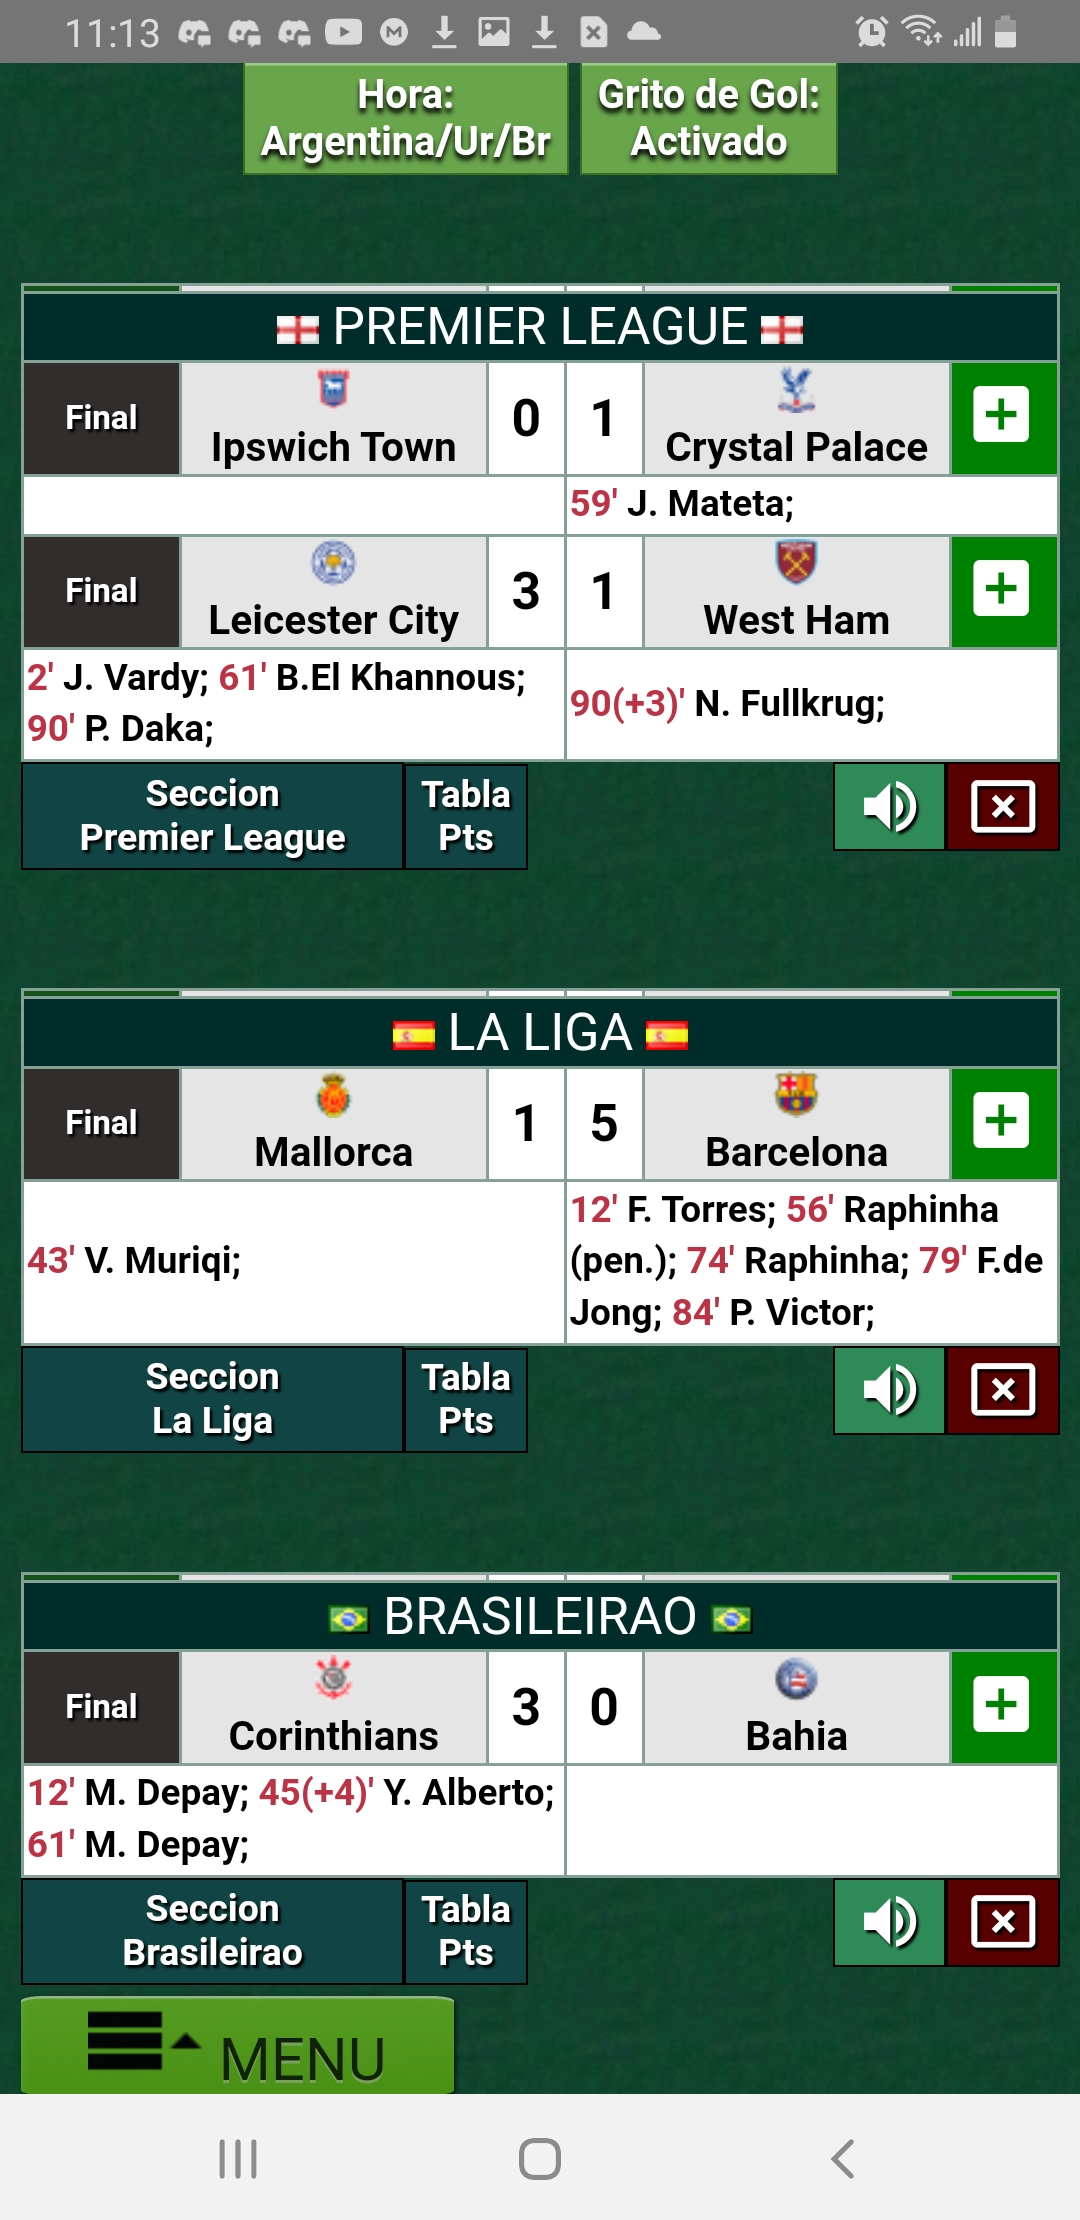 11:13
Hora:
Argentina/Ur/Br
Grito de Gol:
Activado
PREMIER LEAGUE
Final
Ipswich Town
0
1
Crystal Palace
59' J. Mateta;
Final
Leicester City
3
1
West Ham
2' J. Vardy; 61' B.El Khannous;
90' P. Daka;
90(+3)' N. Fullkrug;
Seccion
Premier League
Tabla
Pts
LA LIGA
Final
Mallorca
1
5
Barcelona
43' V. Muriqi;
12' F. Torres; 56' Raphinha
(pen.); 74' Raphinha; 79' F.de
Jong; 84' P. Victor;
Seccion
La Liga
Tabla
Pts
BRASILEIRAO
Final
Corinthians
3
0
Bahia
12' M. Depay; 45(+4)' Y. Alberto;
61' M. Depay;
Seccion
Brasileirao
Tabla
Pts
MENU